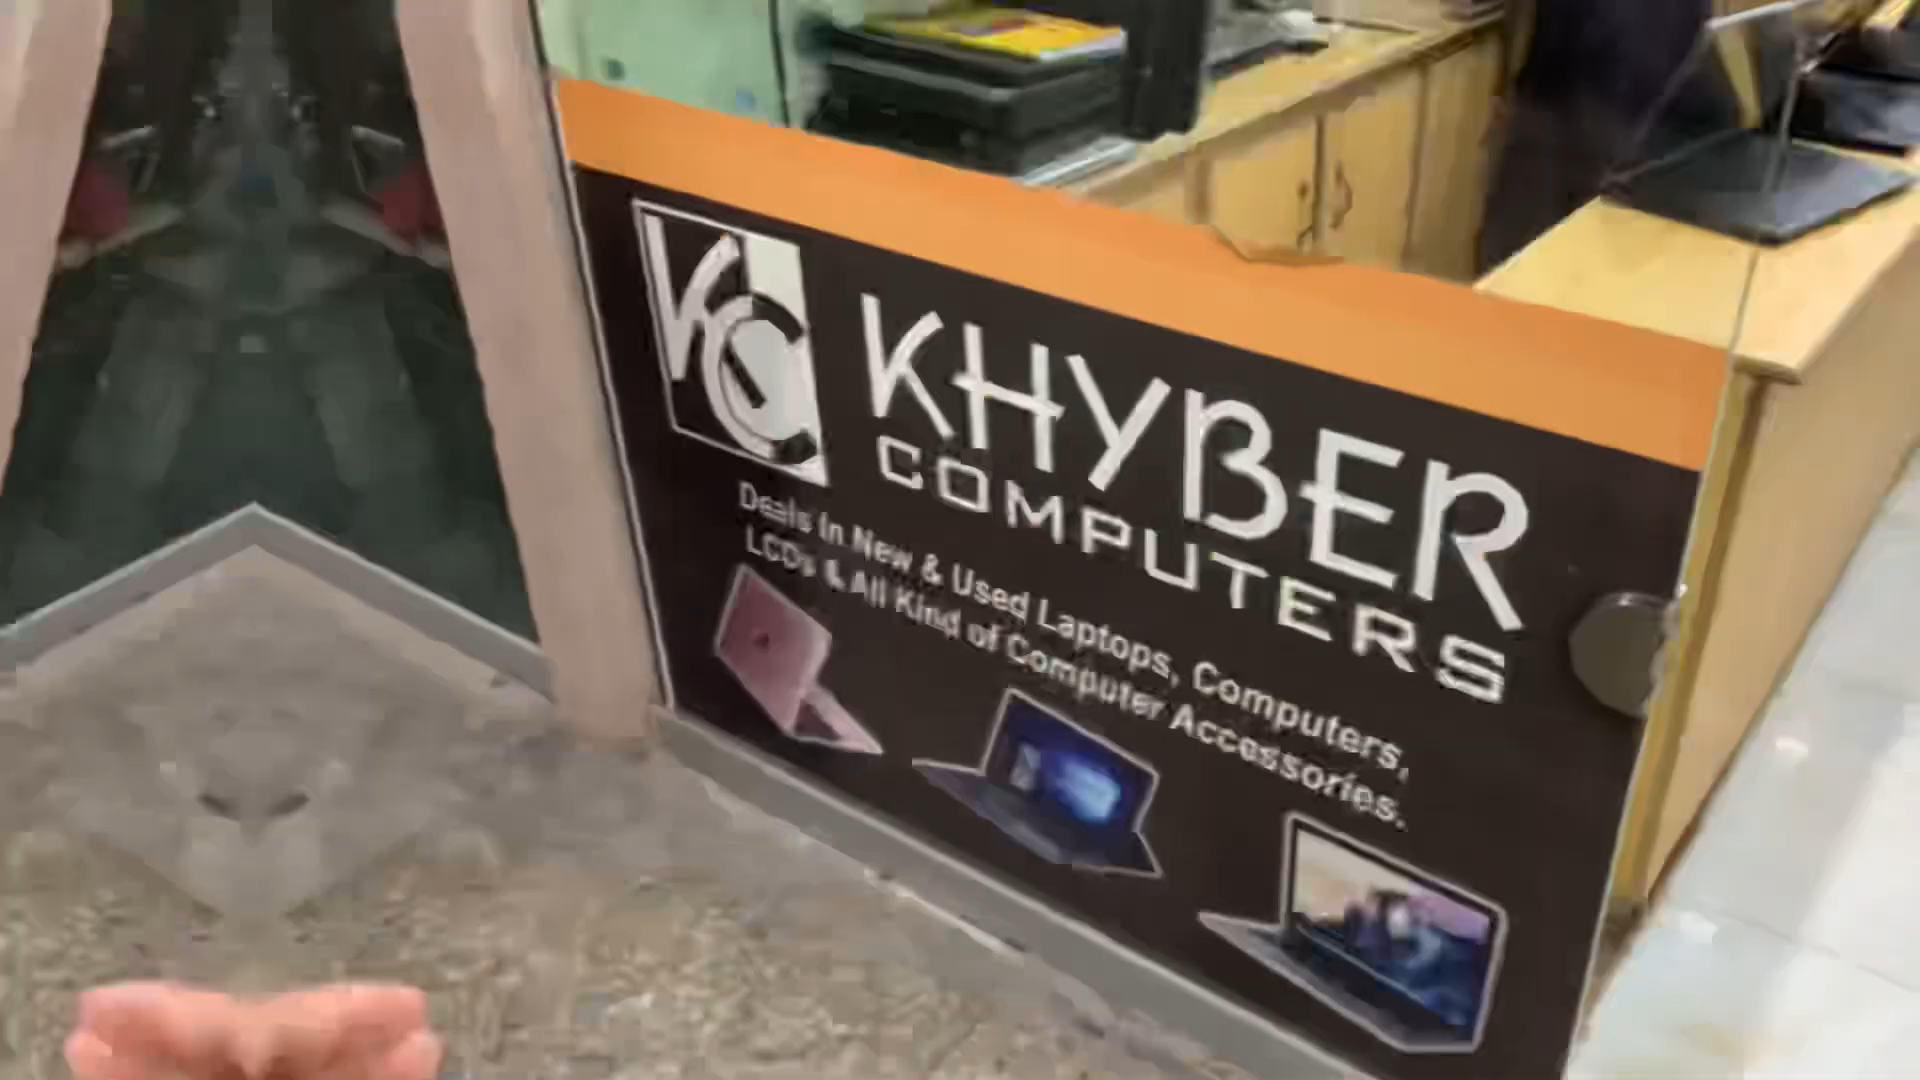 KC
KHYBER
COMPUTERS
Deals in New & Used Laptops, Computers,
LCDs & All Kind of Computer Accessories.